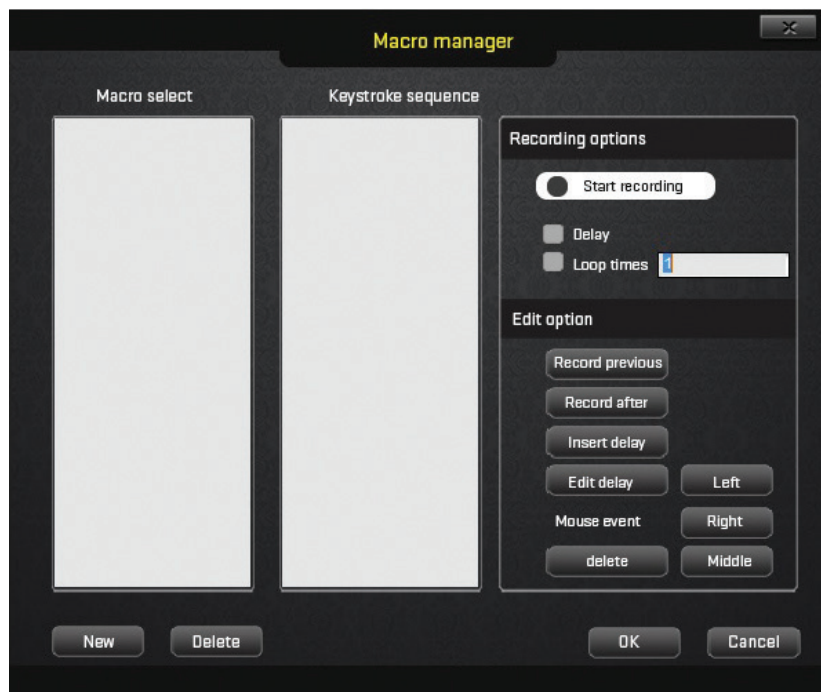 Macro manager
Macro select
Keystroke sequence
Recording options
Start recording
Delay
Loop times 1
Edit option
Record previous
Record after
Insert delay
Edit delay Left
Mouse event Right
delete Middle
New Delete OK Cancel